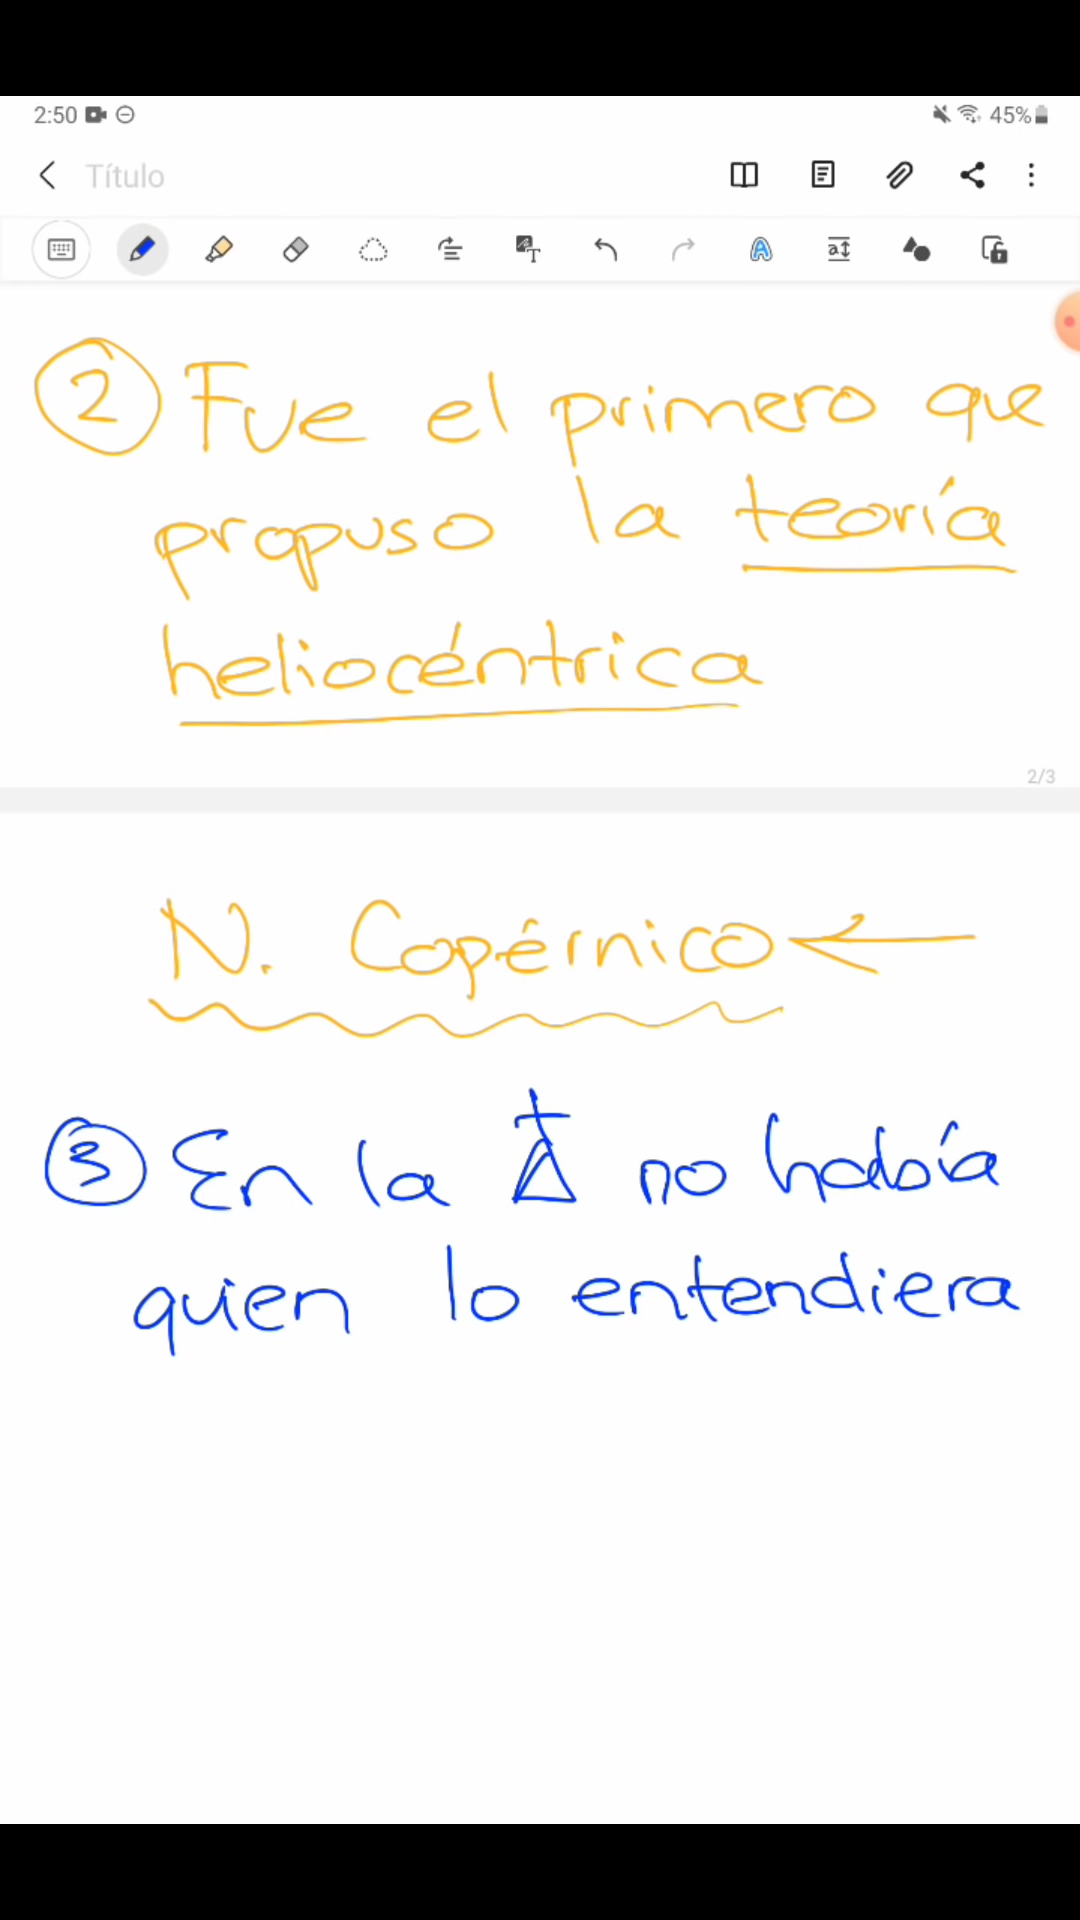 2:50 45%
Título
2 Fue el primero que
propuso la teoría
heliocéntrica
2/3
N. Copérnico
3 En la no había
quien lo entendiera